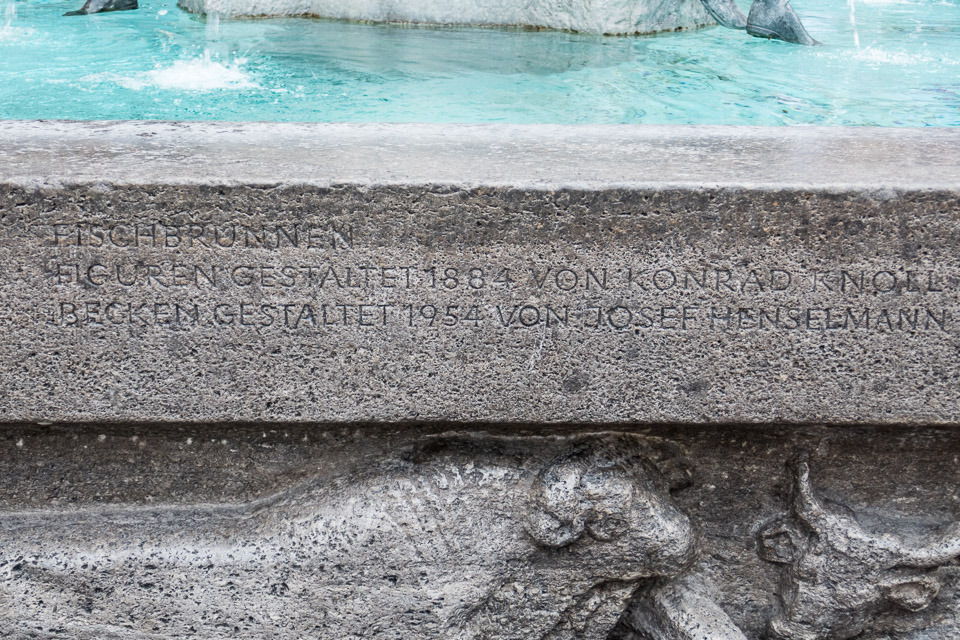 FISCHBRUNNEN
FIGUREN GESTALTET 1884 VON KONRAD KNOLL
BECKEN GESTALTET 1954 VON JOSEF HENSELMANN